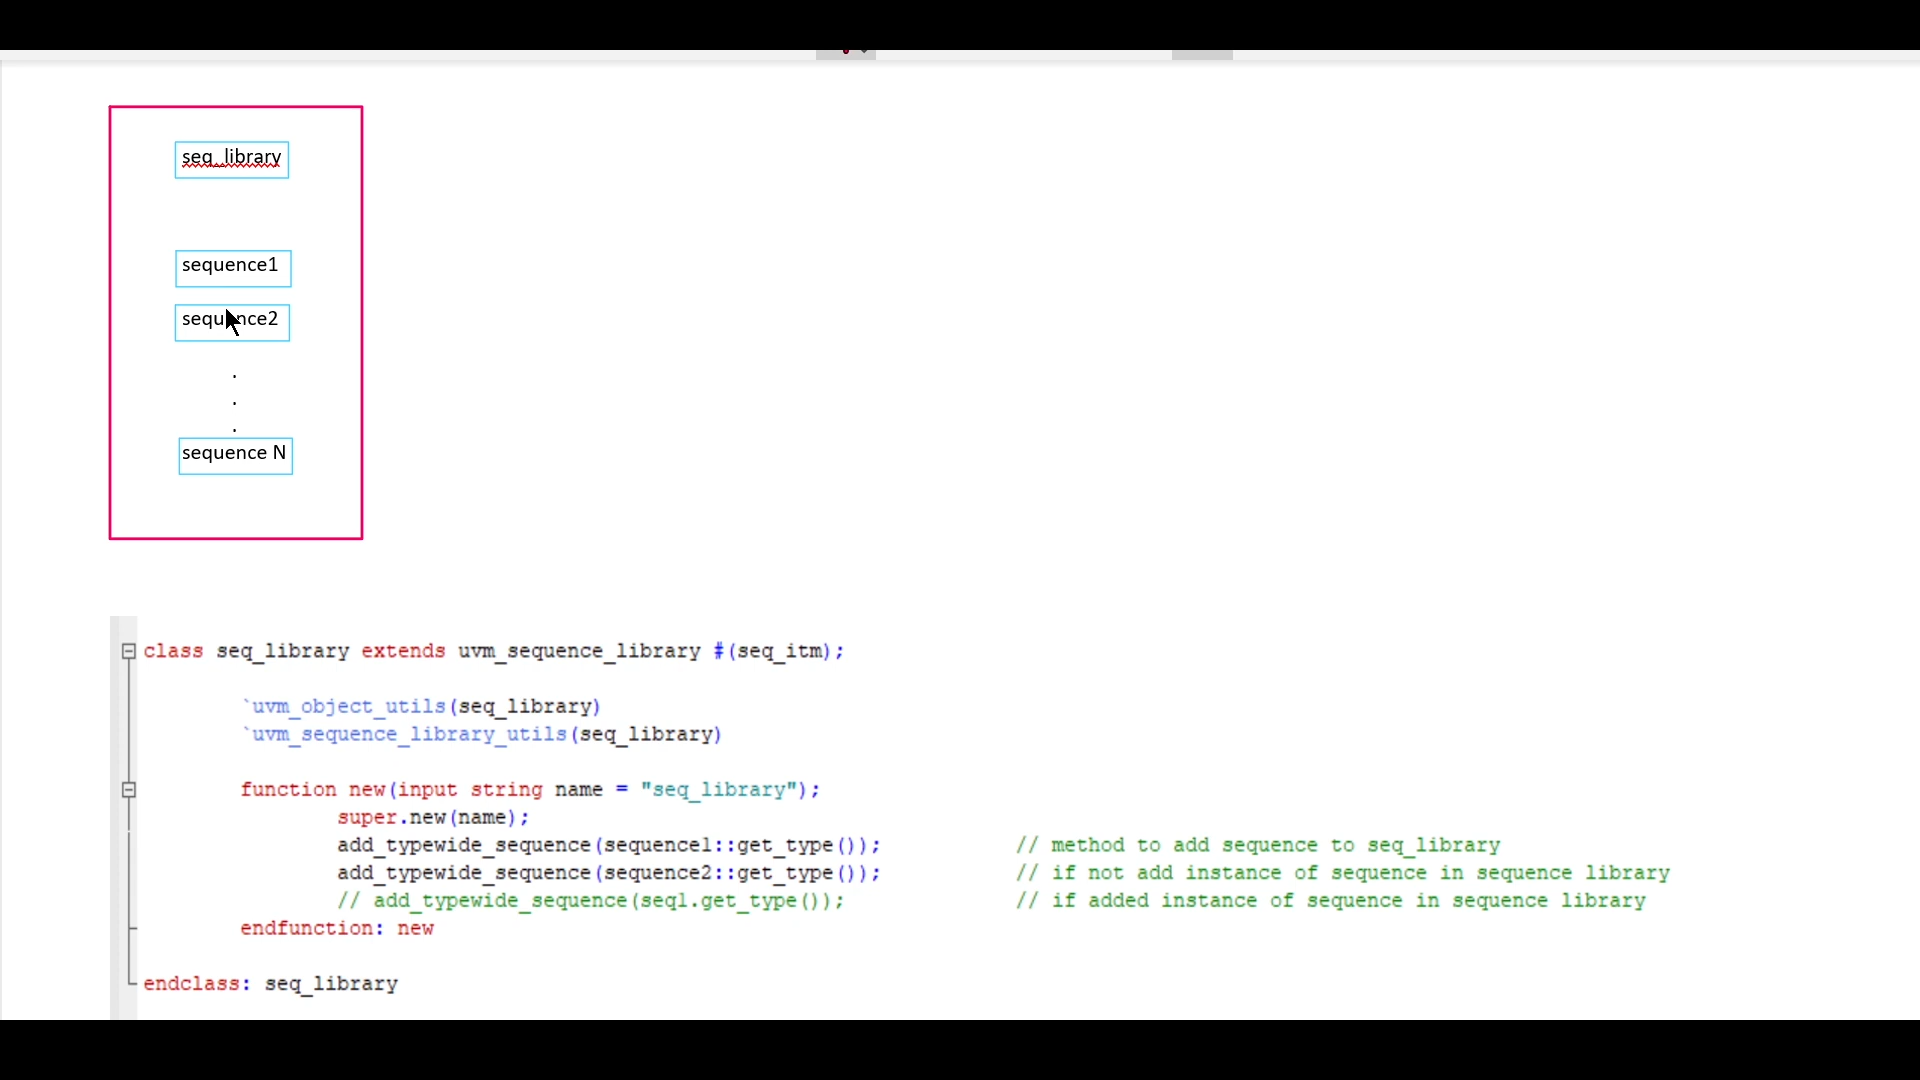 seq_library
sequence1
sequence2
.
.
.
sequence N
class seq_library extends uvm_sequence_library #(seq_itm);
`uvm_object_utils(seq_library)
`uvm_sequence_library_utils(seq_library)
function new(input string name = "seq_library");
super.new(name);
add_typewide_sequence(sequence1::get_type()); // method to add sequence to seq_library
add_typewide_sequence(sequence2::get_type()); // if not add instance of sequence in sequence library
// add_typewide_sequence(seq1.get_type()); // if added instance of sequence in sequence library
endfunction: new
endclass: seq_library